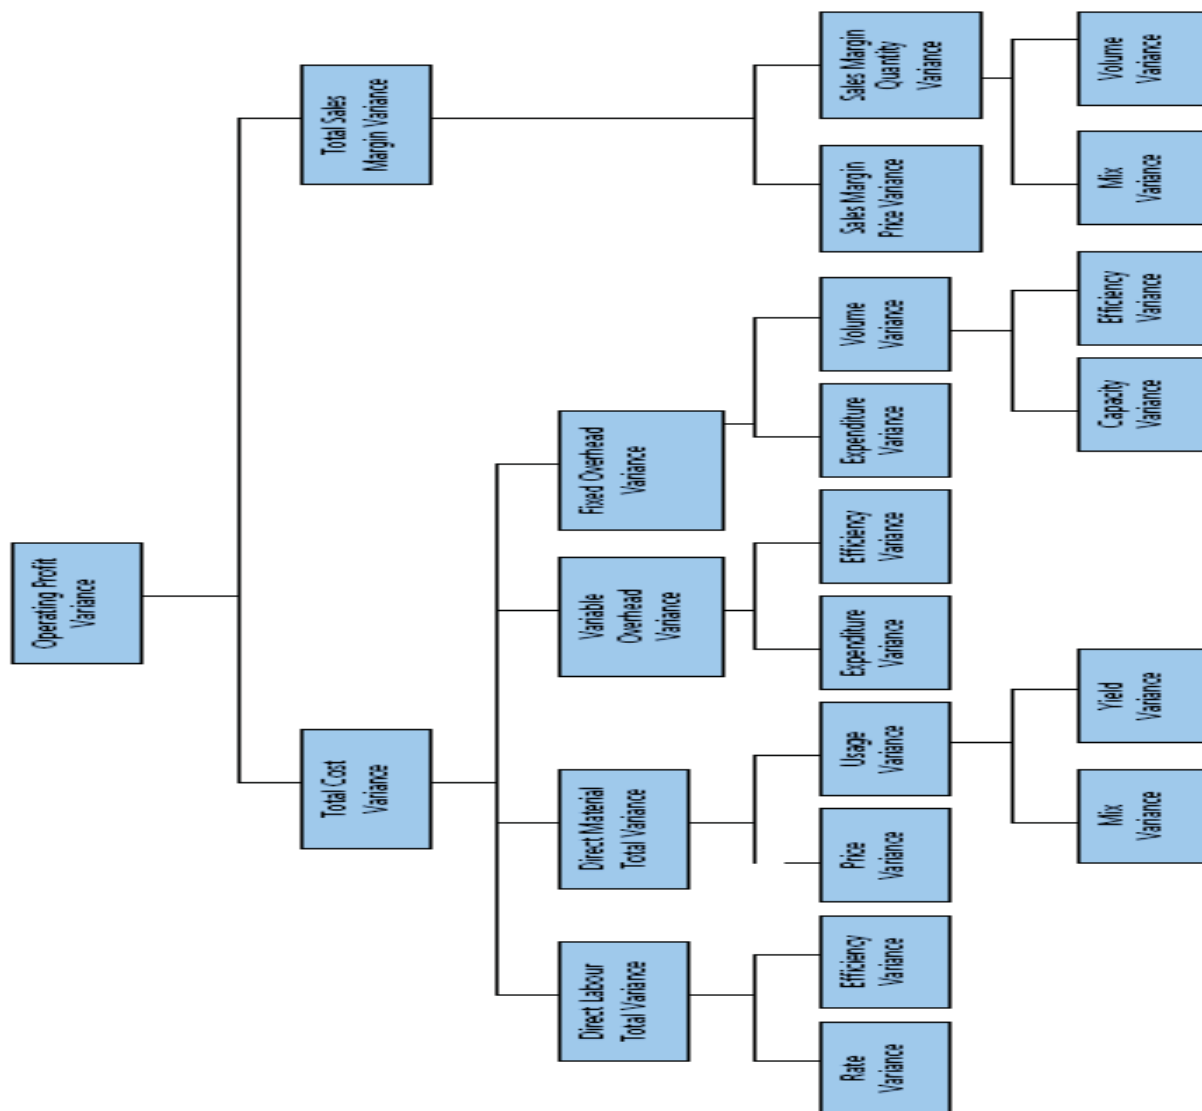 Operating Profit
Variance
Total Cost
Variance
Total Sales
Margin Variance
Direct Labour
Total Variance
Direct Material
Total Variance
Variable
Overhead
Variance
Fixed Overhead
Variance
Rate
Variance
Efficiency
Variance
Price
Variance
Usage
Variance
Expenditure
Variance
Efficiency
Variance
Expenditure
Variance
Volume
Variance
Sales Margin
Price Variance
Sales Margin
Quantity
Variance
Mix
Variance
Yield
Variance
Capacity
Variance
Efficiency
Variance
Mix
Variance
Volume
Variance